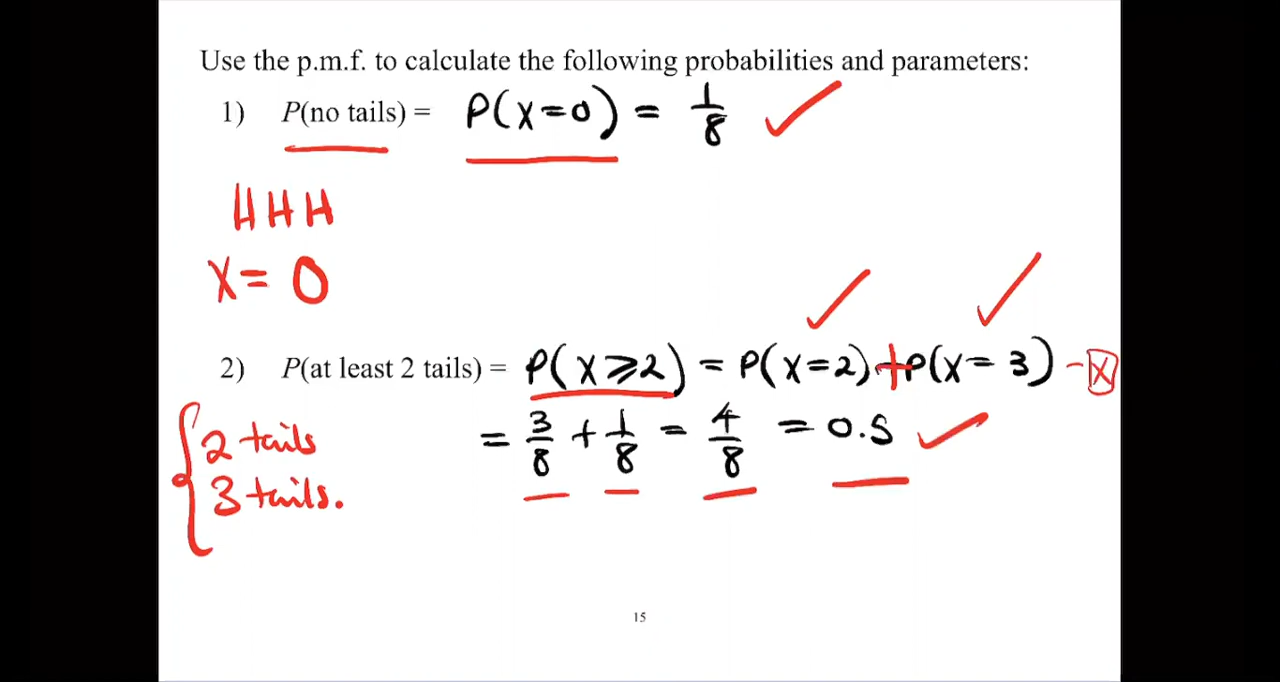 Use the p.m.f. to calculate the following probabilities and parameters:
1) P(no tails) = P(X=0) = 1/8 ✓
HHH
X = 0
2) P(at least 2 tails) = P(X⩾2) = P(X=2)+P(X=3) -X
= 3/8 + 1/8 = 4/8 = 0.5 ✓
2 tails
3 tails.
15